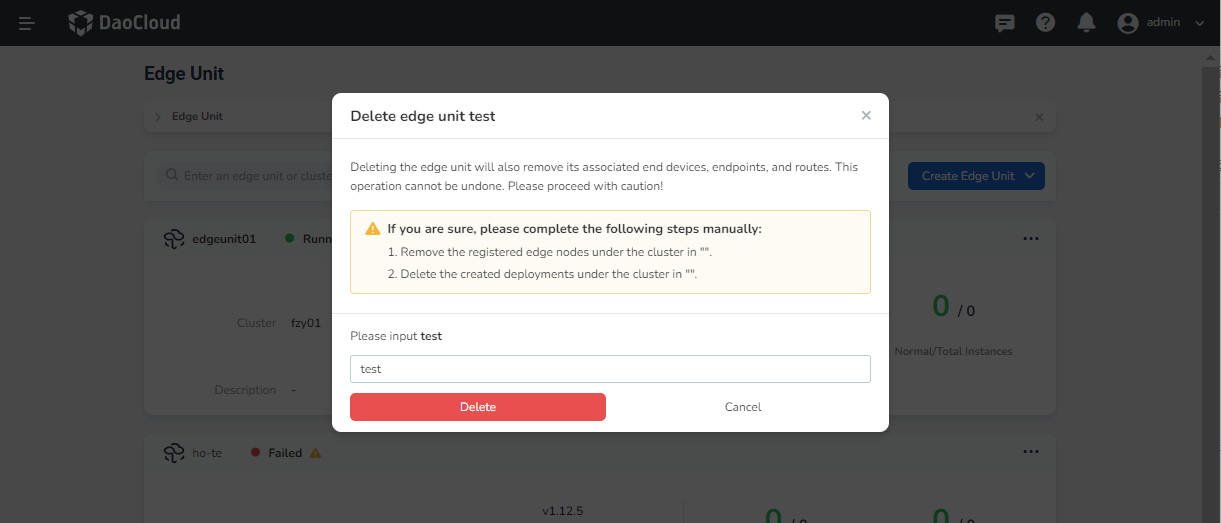 DaoCloud
admin
Edge Unit
Edge Unit
Enter an edge unit or cluste
Create Edge Unit
Delete edge unit test
Deleting the edge unit will also remove its associated end devices, endpoints, and routes. This
operation cannot be undone. Please proceed with caution!
If you are sure, please complete the following steps manually:
1. Remove the registered edge nodes under the cluster in "".
2. Delete the created deployments under the cluster in "".
Please input test
test
Delete
Cancel
edgeunit01
Runn
Cluster fzy01
Description -
0 / 0
Normal/Total Instances
ho-te
Failed
v1.12.5
0 / 0
0 / 0